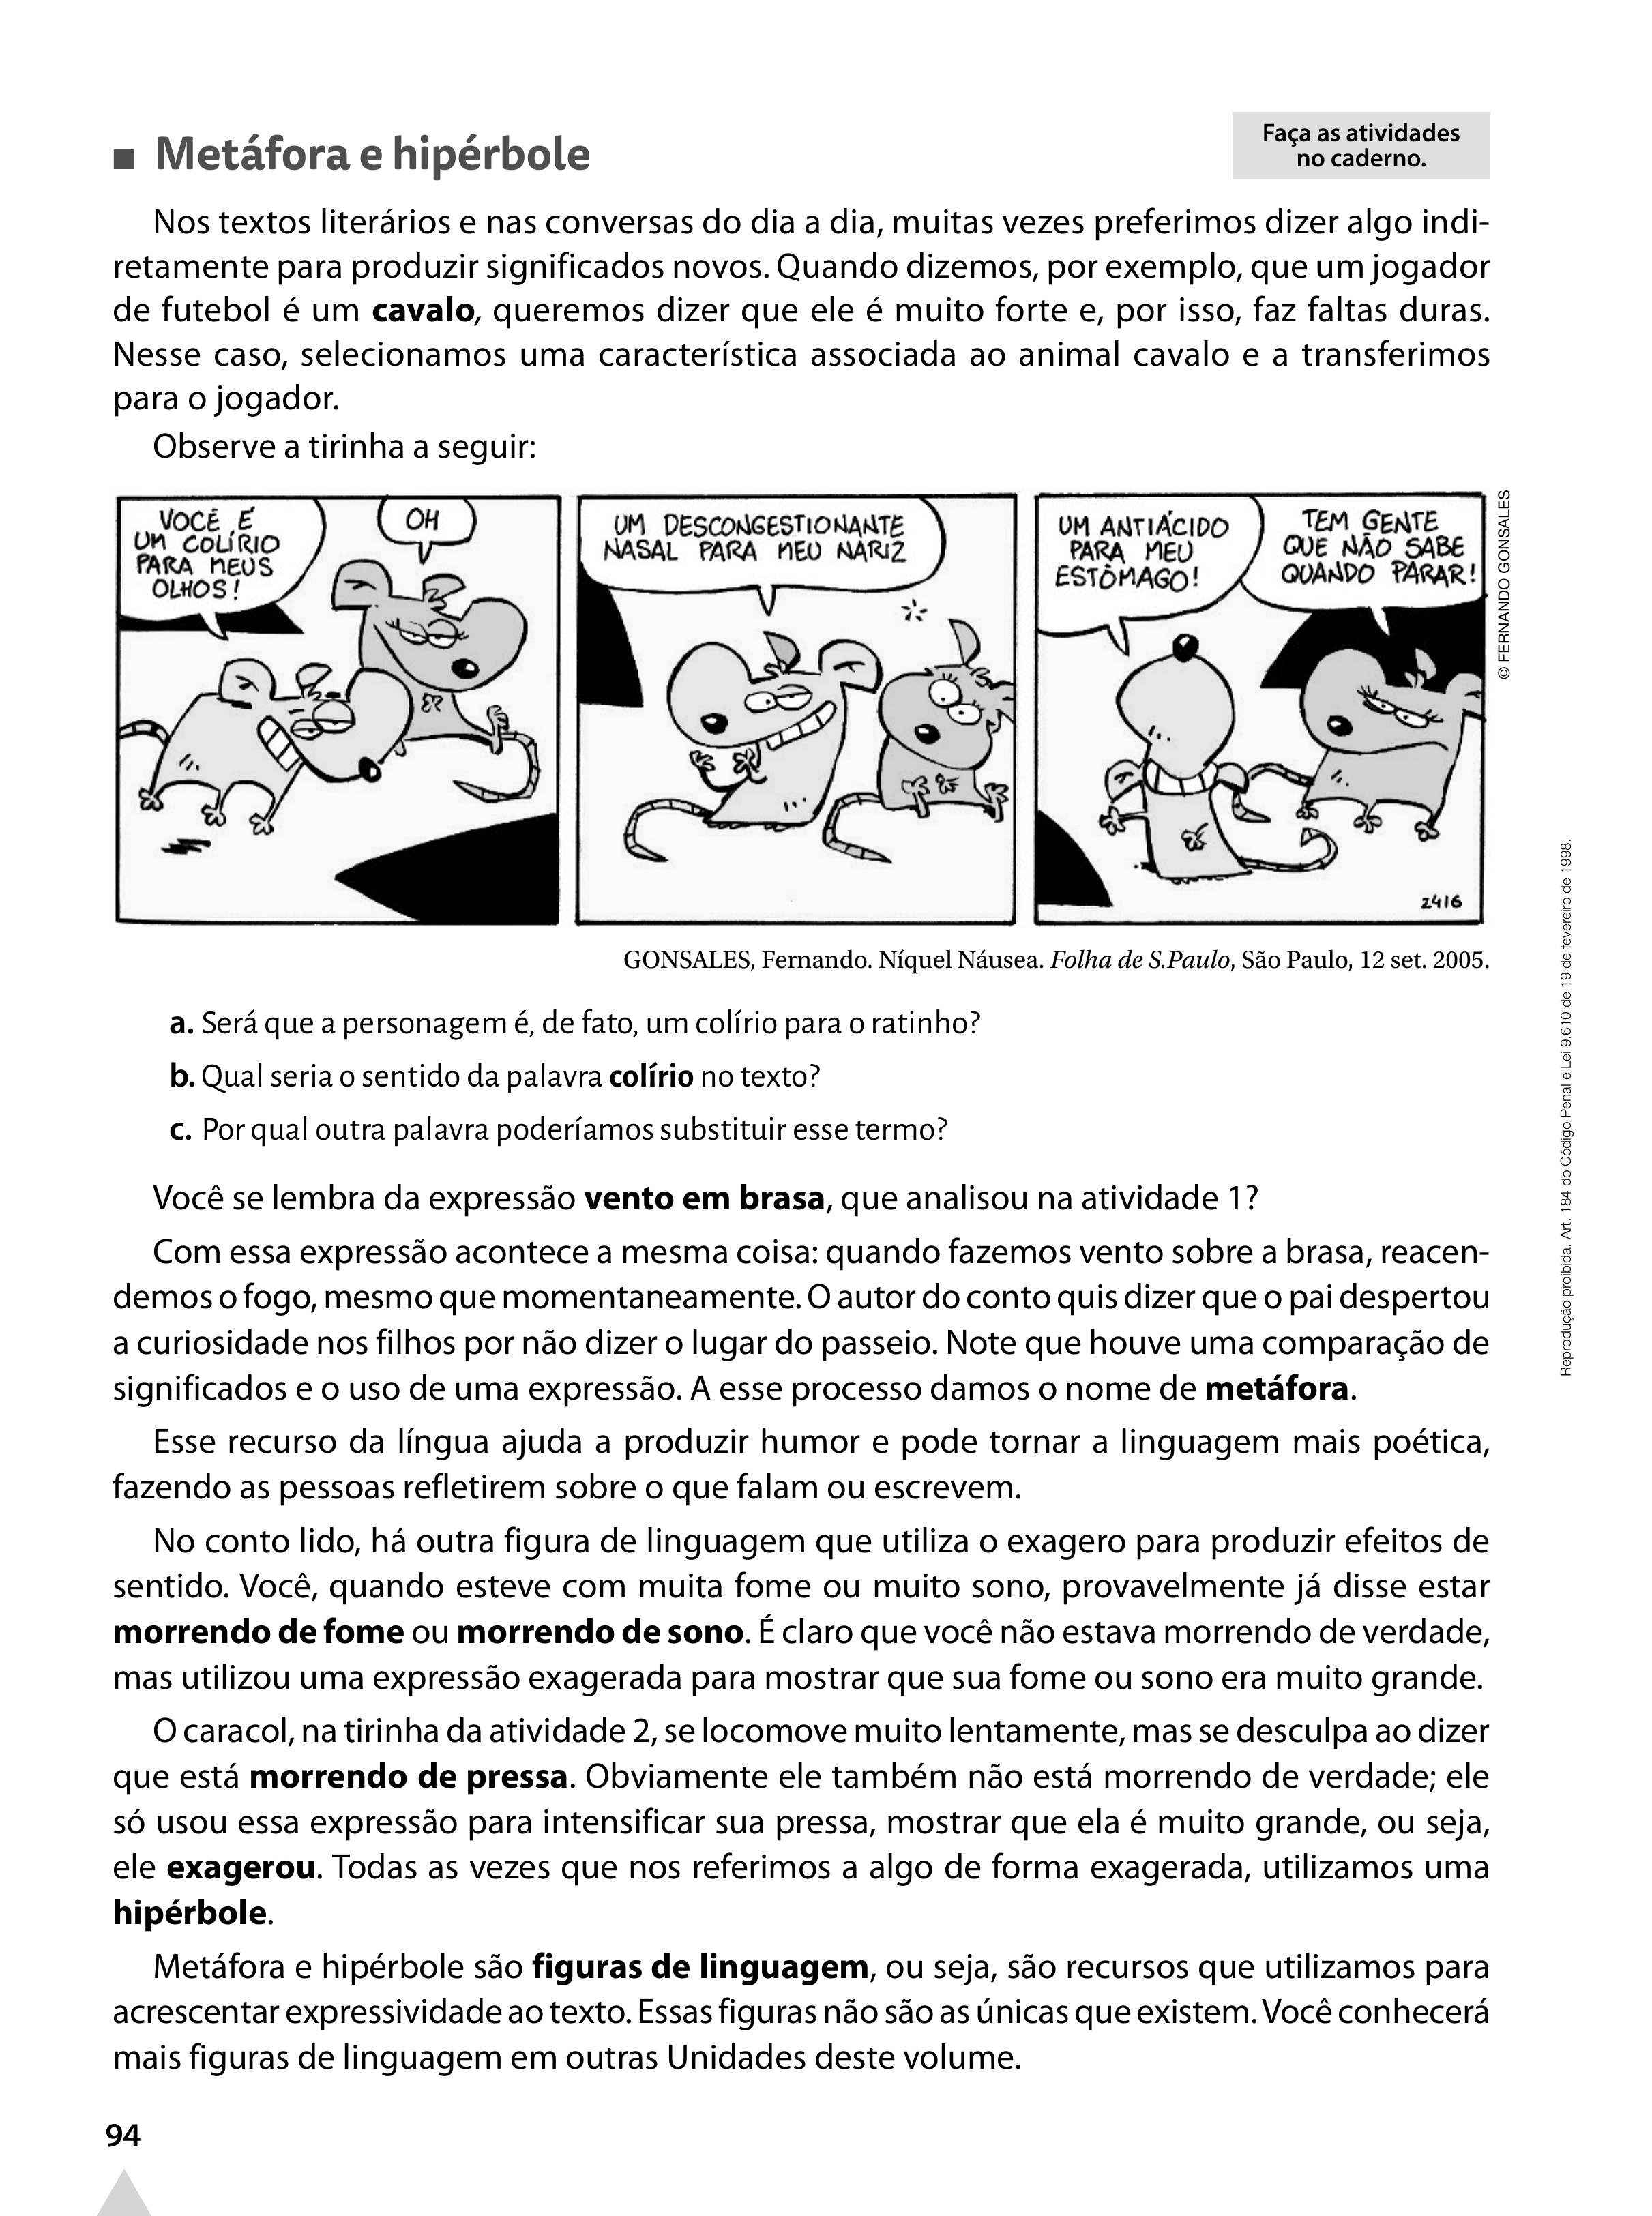 ■ Metáfora e hipérbole
Faça as atividades
no caderno.
Nos textos literários e nas conversas do dia a dia, muitas vezes preferimos dizer algo indi-
retamente para produzir significados novos. Quando dizemos, por exemplo, que um jogador
de futebol é um cavalo, queremos dizer que ele é muito forte e, por isso, faz faltas duras.
Nesse caso, selecionamos uma característica associada ao animal cavalo e a transferimos
para o jogador.
Observe a tirinha a seguir:
VOCÊ É
UM COLÍRIO
PARA MEUS
OLHOS!
OH
UM DESCONGESTIONANTE
NASAL PARA MEU NARIZ
UM ANTIÁCIDO
PARA MEU
ESTÔMAGO!
TEM GENTE
QUE NÃO SABE
QUANDO PARAR!
2416
© FERNANDO GONSALES
GONSALES, Fernando. Níquel Náusea. Folha de S.Paulo, São Paulo, 12 set. 2005.
a. Será que a personagem é, de fato, um colírio para o ratinho?
b. Qual seria o sentido da palavra colírio no texto?
c. Por qual outra palavra poderíamos substituir esse termo?
Você se lembra da expressão vento em brasa, que analisou na atividade 1?
Com essa expressão acontece a mesma coisa: quando fazemos vento sobre a brasa, reacen-
demos o fogo, mesmo que momentaneamente. O autor do conto quis dizer que o pai despertou
a curiosidade nos filhos por não dizer o lugar do passeio. Note que houve uma comparação de
significados e o uso de uma expressão. A esse processo damos o nome de metáfora.
Esse recurso da língua ajuda a produzir humor e pode tornar a linguagem mais poética,
fazendo as pessoas refletirem sobre o que falam ou escrevem.
No conto lido, há outra figura de linguagem que utiliza o exagero para produzir efeitos de
sentido. Você, quando esteve com muita fome ou muito sono, provavelmente já disse estar
morrendo de fome ou morrendo de sono. É claro que você não estava morrendo de verdade,
mas utilizou uma expressão exagerada para mostrar que sua fome ou sono era muito grande.
O caracol, na tirinha da atividade 2, se locomove muito lentamente, mas se desculpa ao dizer
que está morrendo de pressa. Obviamente ele também não está morrendo de verdade; ele
só usou essa expressão para intensificar sua pressa, mostrar que ela é muito grande, ou seja,
ele exagerou. Todas as vezes que nos referimos a algo de forma exagerada, utilizamos uma
hipérbole.
Metáfora e hipérbole são figuras de linguagem, ou seja, são recursos que utilizamos para
acrescentar expressividade ao texto. Essas figuras não são as únicas que existem. Você conhecerá
mais figuras de linguagem em outras Unidades deste volume.
Reprodução proibida. Art. 184 do Código Penal e Lei 9.610 de 19 de fevereiro de 1998.
94